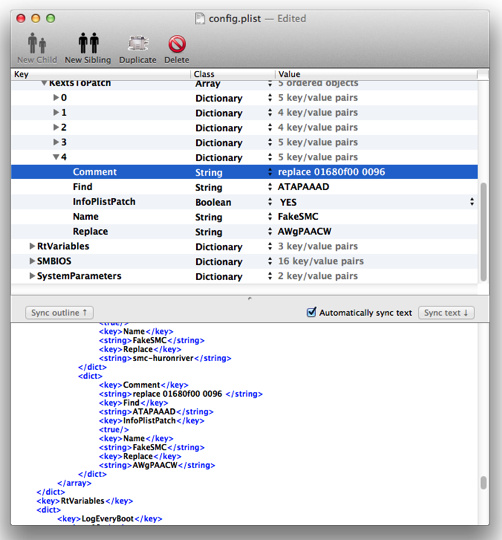 config.plist — Edited
New Child New Sibling Duplicate Delete
Key Class Value
KextsToPatch Array 5 ordered objects
0 Dictionary 5 key/value pairs
1 Dictionary 4 key/value pairs
2 Dictionary 4 key/value pairs
3 Dictionary 5 key/value pairs
4 Dictionary 5 key/value pairs
Comment String replace 01680f00 0096
Find String ATAPAAAD
InfoPlistPatch Boolean YES
Name String FakeSMC
Replace String AWgPAACW
RtVariables Dictionary 3 key/value pairs
SMBIOS Dictionary 16 key/value pairs
SystemParameters Dictionary 2 key/value pairs
Sync outline ↑ Automatically sync text Sync text ↓
<true/>
<key>Name</key>
<string>FakeSMC</string>
<key>Replace</key>
<string>smc-huronriver</string>
</dict>
<dict>
<key>Comment</key>
<string>replace 01680f00 0096 </string>
<key>Find</key>
<string>ATAPAAAD</string>
<key>InfoPlistPatch</key>
<true/>
<key>Name</key>
<string>FakeSMC</string>
<key>Replace</key>
<string>AWgPAACW</string>
</dict>
</array>
</dict>
<key>RtVariables</key>
<dict>
<key>LogEveryBoot</key>